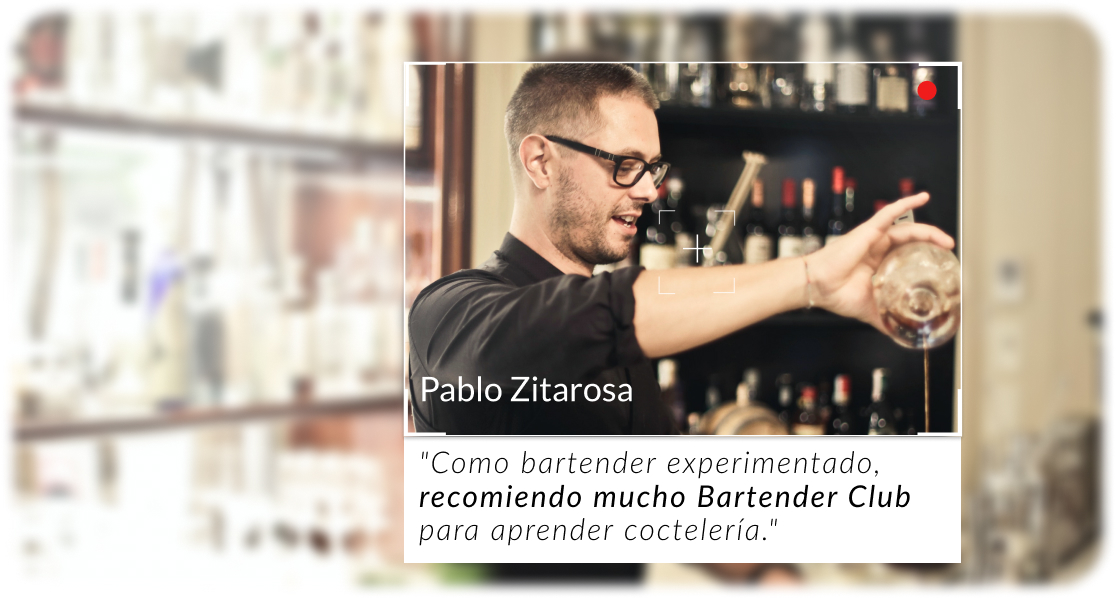 Pablo Zitarosa
"Como bartender experimentado,
recomiendo mucho Bartender Club
para aprender coctelería."